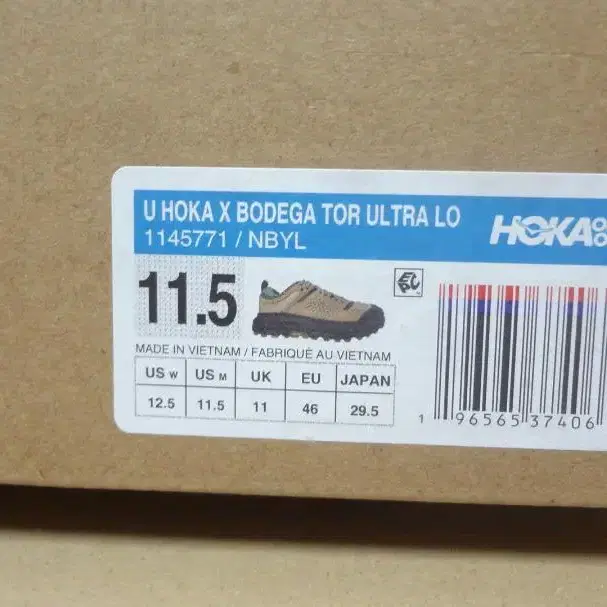 U HOKA X BODEGA TOR ULTRA LO
1145771 / NBYL
HOKA
11.5
MADE IN VIETNAM / FABRIQUÉ AU VIETNAM
US W US M UK EU JAPAN
12.5 11.5 11 46 29.5
1 96565 37406